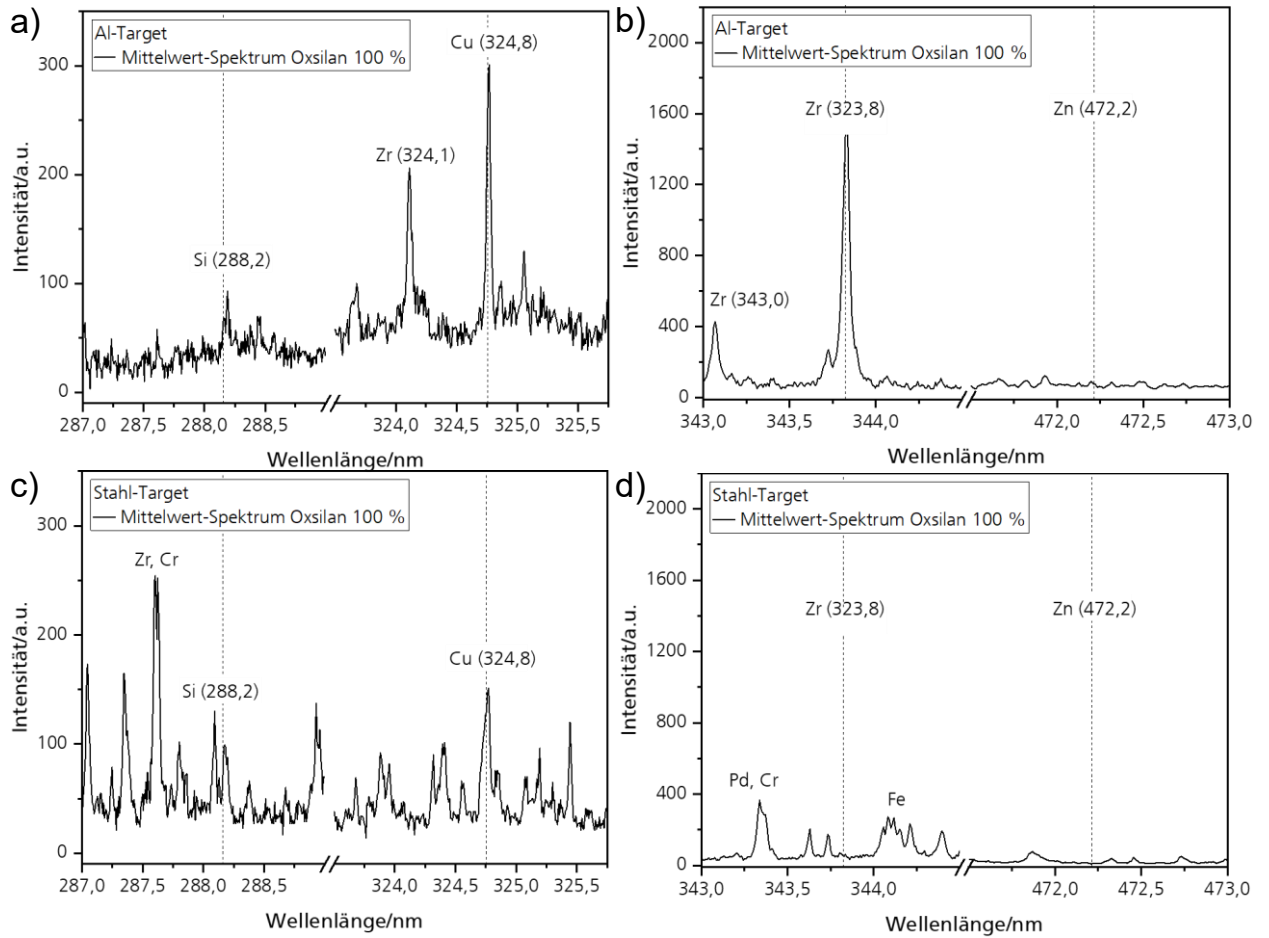 a)
Al-Target
Mittelwert-Spektrum Oxsilan 100 %
Cu (324,8)
Zr (324,1)
Si (288,2)
300
200
100
0
Intensität/a.u.
287,0 287,5 288,0 288,5 324,0 324,5 325,0 325,5
Wellenlänge/nm
b)
Al-Target
Mittelwert-Spektrum Oxsilan 100 %
Zr (323,8)
Zn (472,2)
Zr (343,0)
2000
1600
1200
800
400
0
Intensität/a.u.
343,0 343,5 344,0 472,0 472,5 473,0
Wellenlänge/nm
c)
Stahl-Target
Mittelwert-Spektrum Oxsilan 100 %
Zr, Cr
Si (288,2)
Cu (324,8)
300
200
100
0
Intensität/a.u.
287,0 287,5 288,0 288,5 324,0 324,5 325,0 325,5
Wellenlänge/nm
d)
Stahl-Target
Mittelwert-Spektrum Oxsilan 100 %
Zr (323,8)
Zn (472,2)
Pd, Cr
Fe
2000
1600
1200
800
400
0
Intensität/a.u.
343,0 343,5 344,0 472,0 472,5 473,0
Wellenlänge/nm